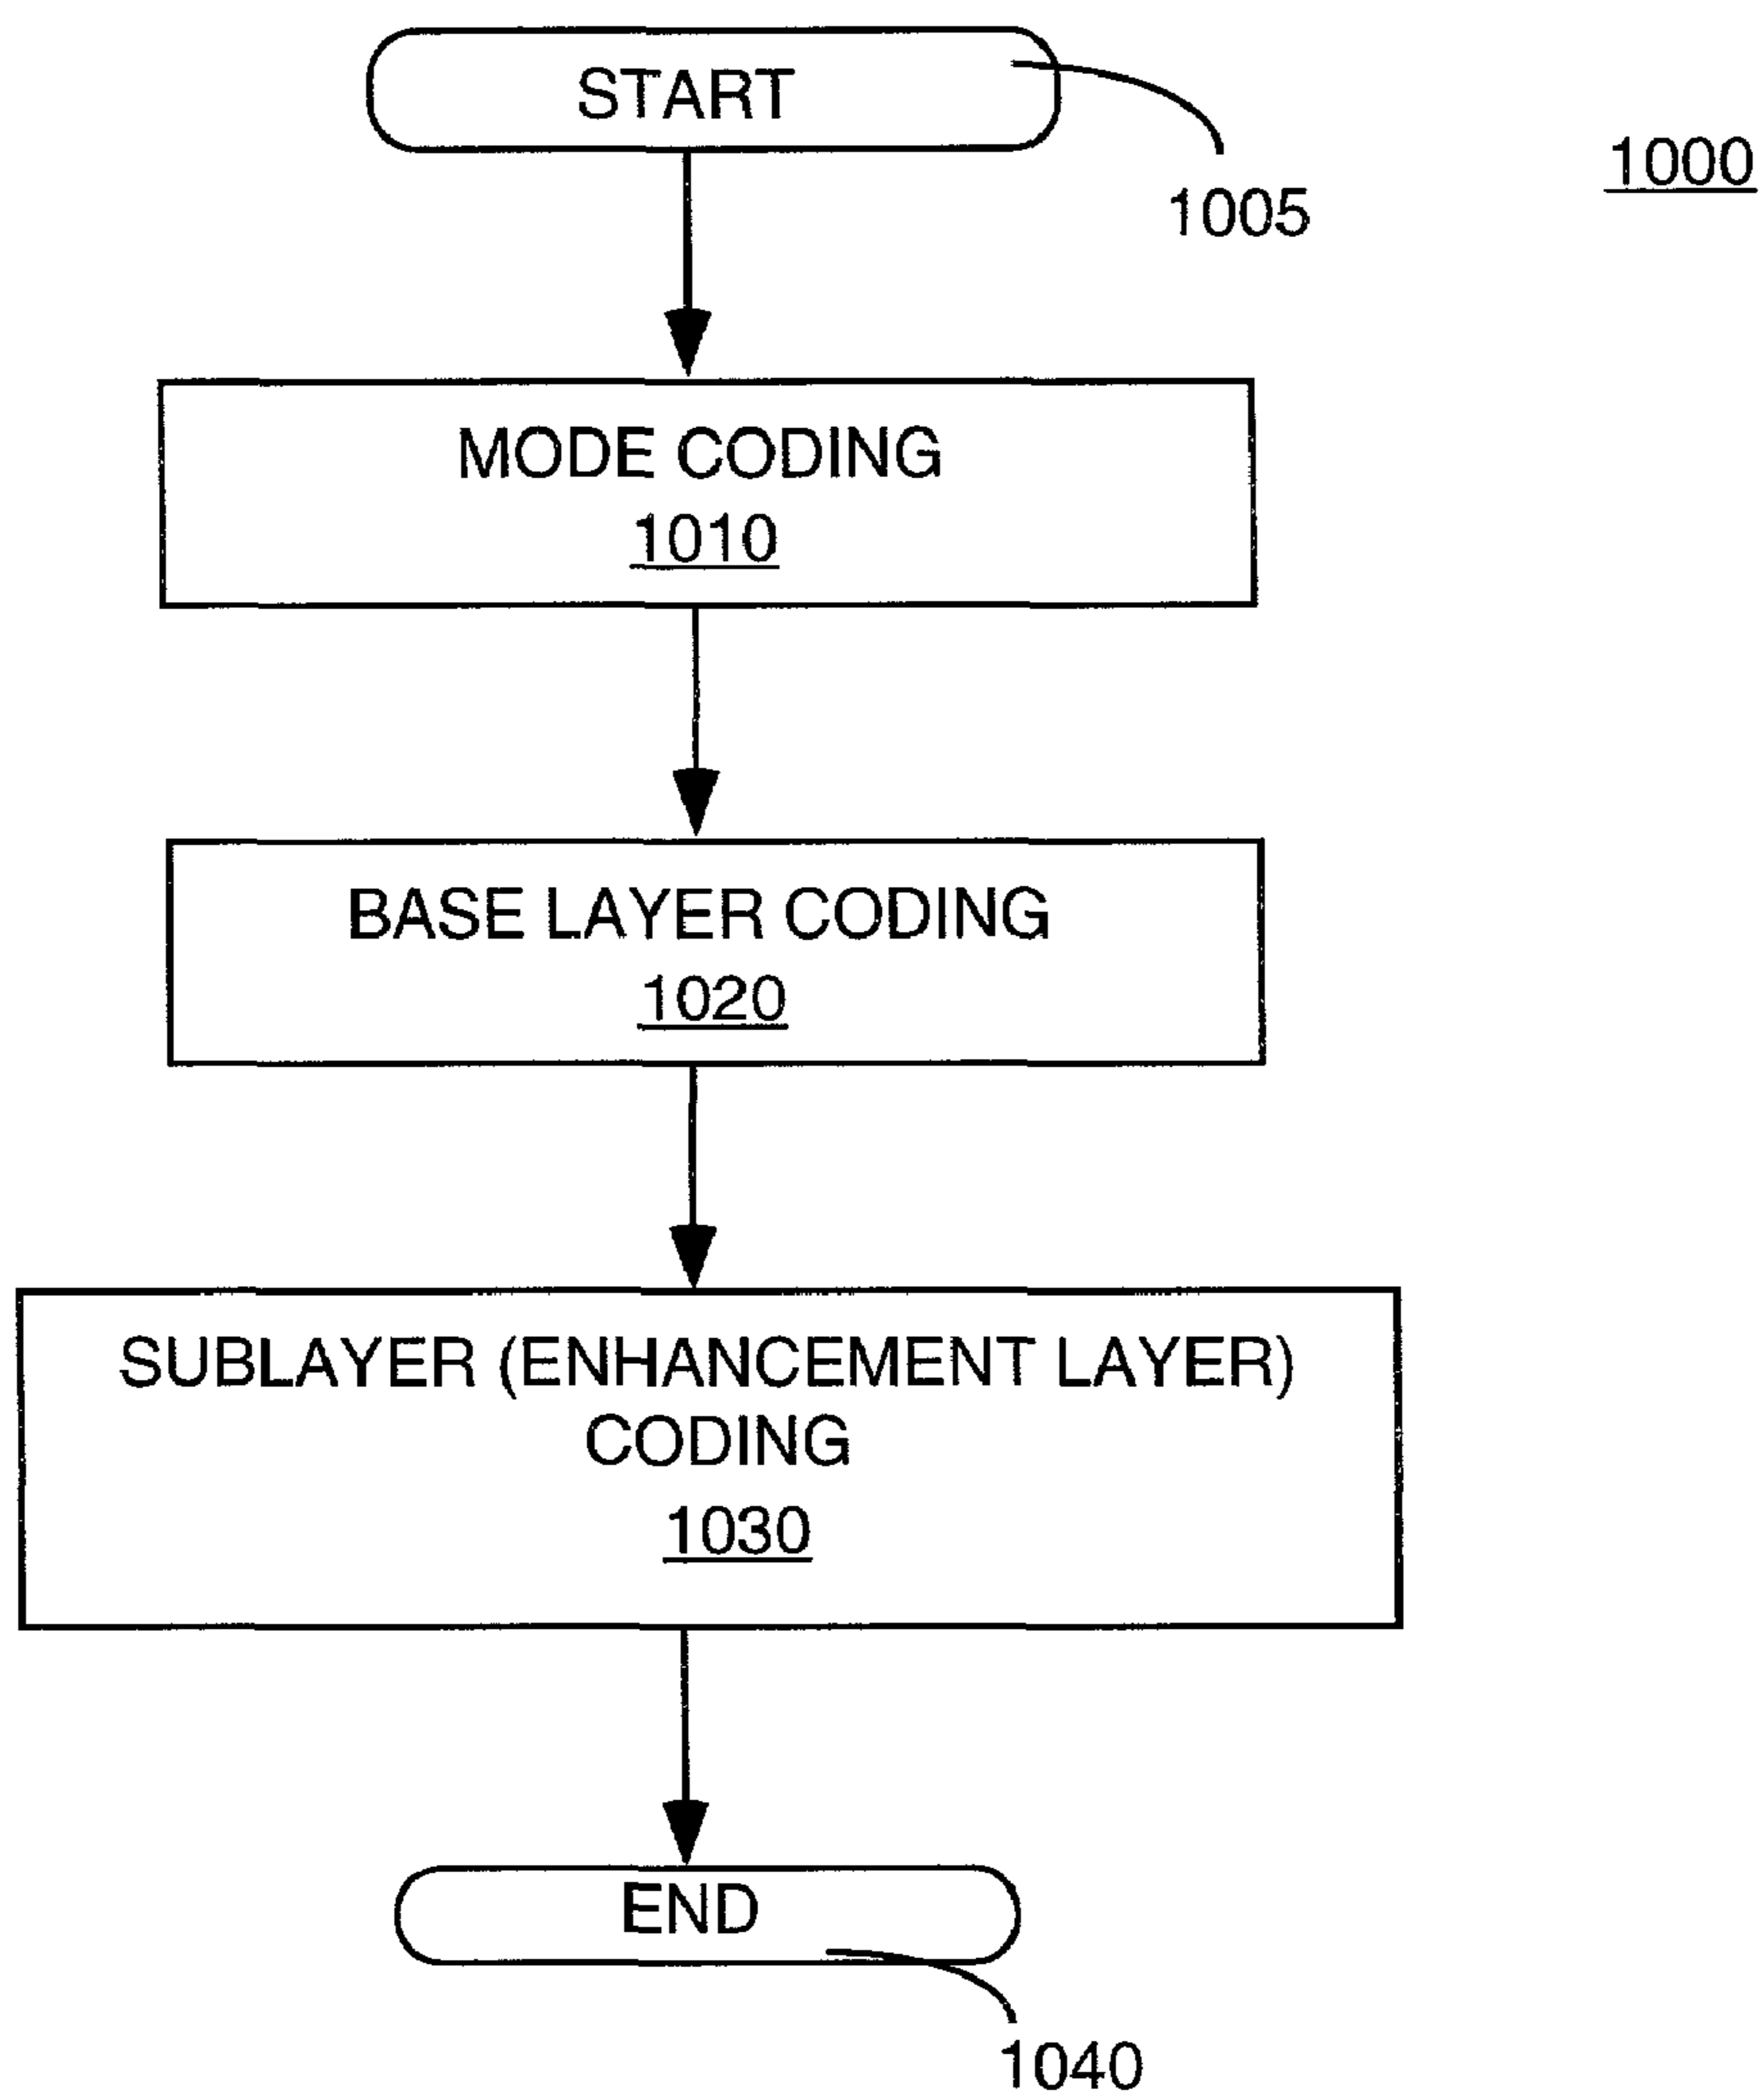 START
1000
1005
MODE CODING
1010
BASE LAYER CODING
1020
SUBLAYER (ENHANCEMENT LAYER)
CODING
1030
END
1040